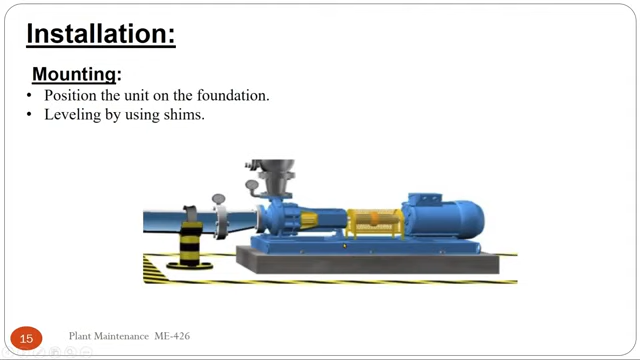 Installation:
Mounting:
• Position the unit on the foundation.
• Leveling by using shims.
15
Plant Maintenance ME-426